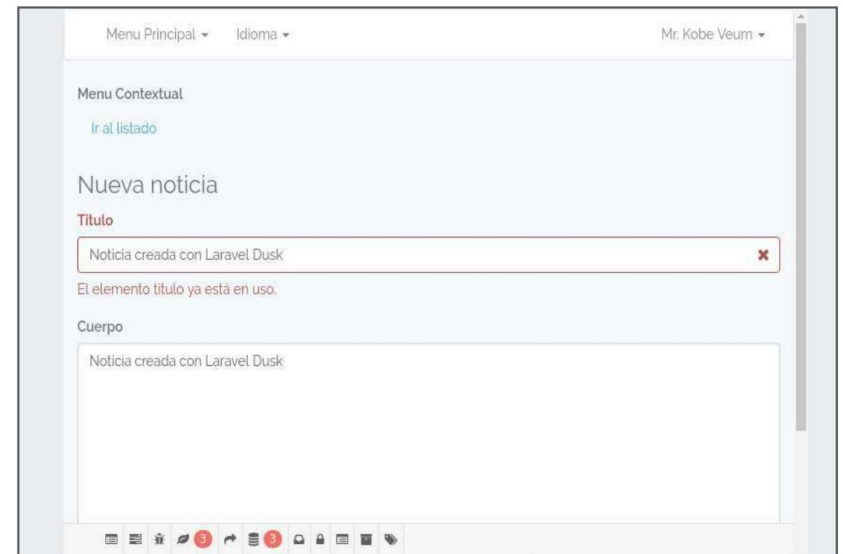 Menu Principal Idioma Mr. Kobe Veum
Menu Contextual
Ir al listado
Nueva noticia
Titulo
Noticia creada con Laravel Dusk
El elemento titulo ya está en uso.
Cuerpo
Noticia creada con Laravel Dusk
3 3